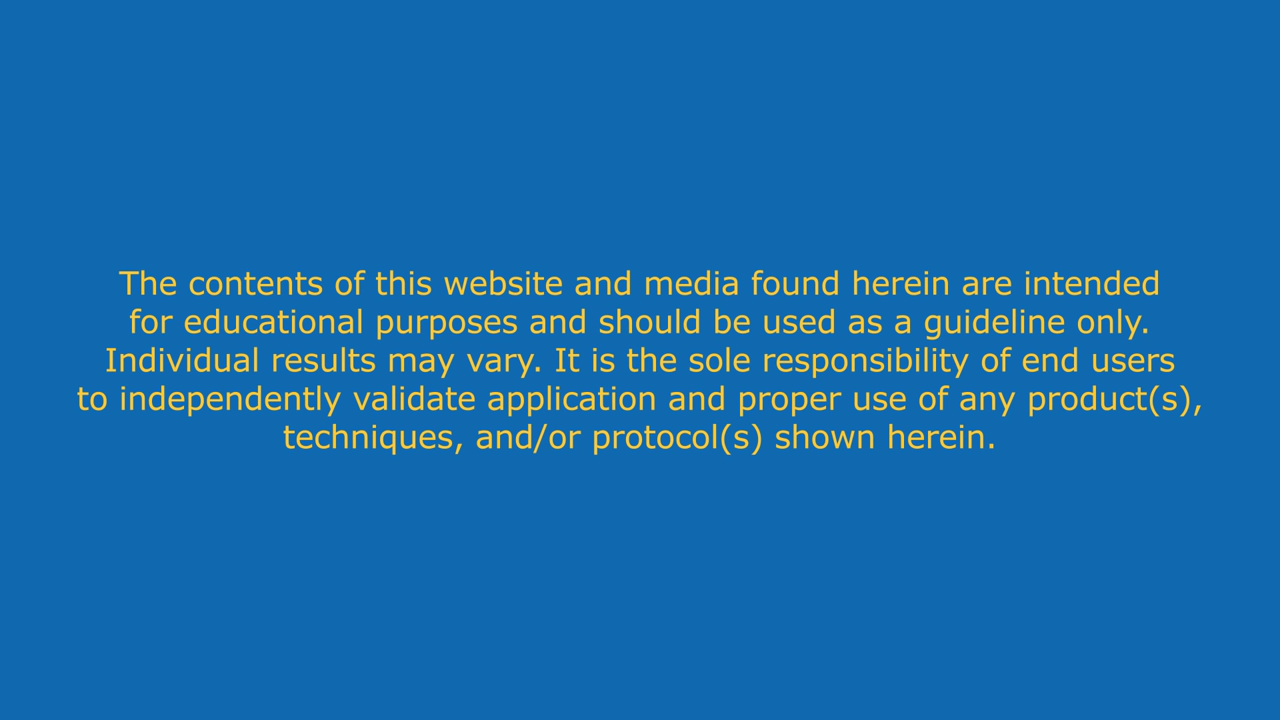 The contents of this website and media found herein are intended
for educational purposes and should be used as a guideline only.
Individual results may vary. It is the sole responsibility of end users
to independently validate application and proper use of any product(s),
techniques, and/or protocol(s) shown herein.